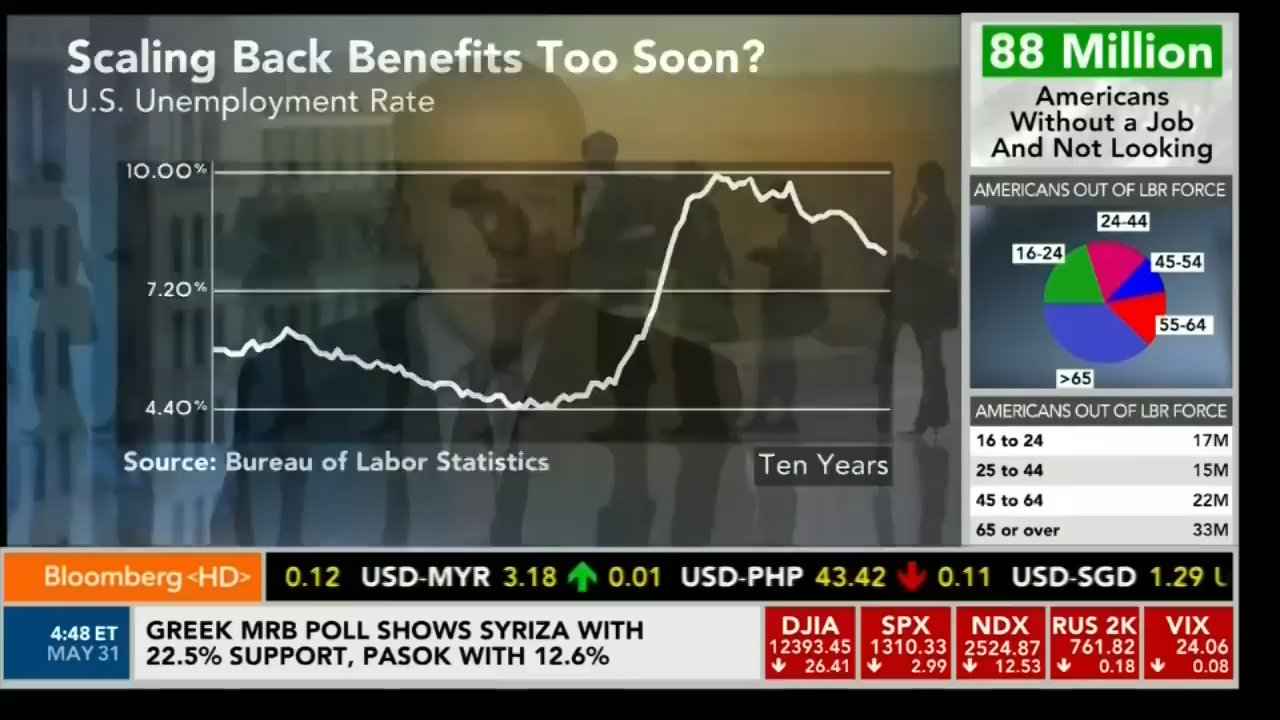 Scaling Back Benefits Too Soon?
U.S. Unemployment Rate
10.00%
7.20%
4.40%
Source: Bureau of Labor Statistics
Ten Years
88 Million
Americans
Without a Job
And Not Looking
AMERICANS OUT OF LBR FORCE
24-44
16-24
45-54
55-64
>65
AMERICANS OUT OF LBR FORCE
16 to 24 17M
25 to 44 15M
45 to 64 22M
65 or over 33M
Bloomberg <HD>
0.12 USD-MYR 3.18 0.01 USD-PHP 43.42 0.11 USD-SGD 1.29
4:48 ET
MAY 31
GREEK MRB POLL SHOWS SYRIZA WITH
22.5% SUPPORT, PASOK WITH 12.6%
DJIA
12393.45
26.41
SPX
1310.33
2.99
NDX
2524.87
12.53
RUS 2K
761.82
0.18
VIX
24.06
0.08